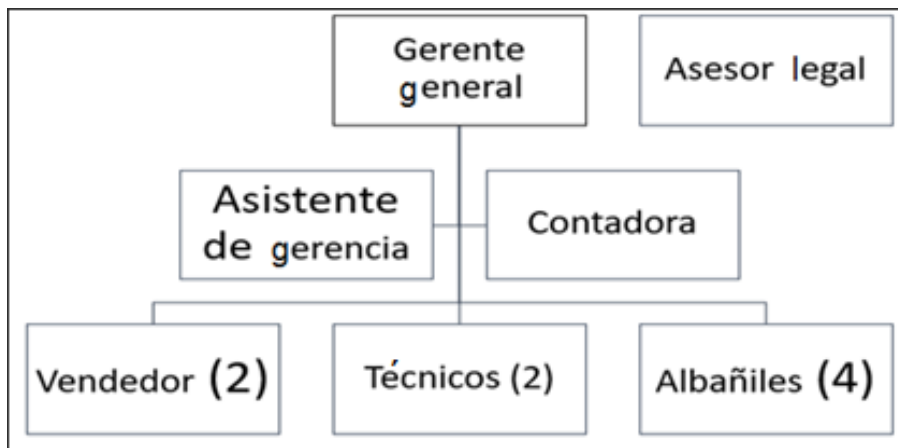 Gerente
general
Asesor legal
Asistente
de gerencia
Contadora
Vendedor (2)
Técnicos (2)
Albañiles (4)